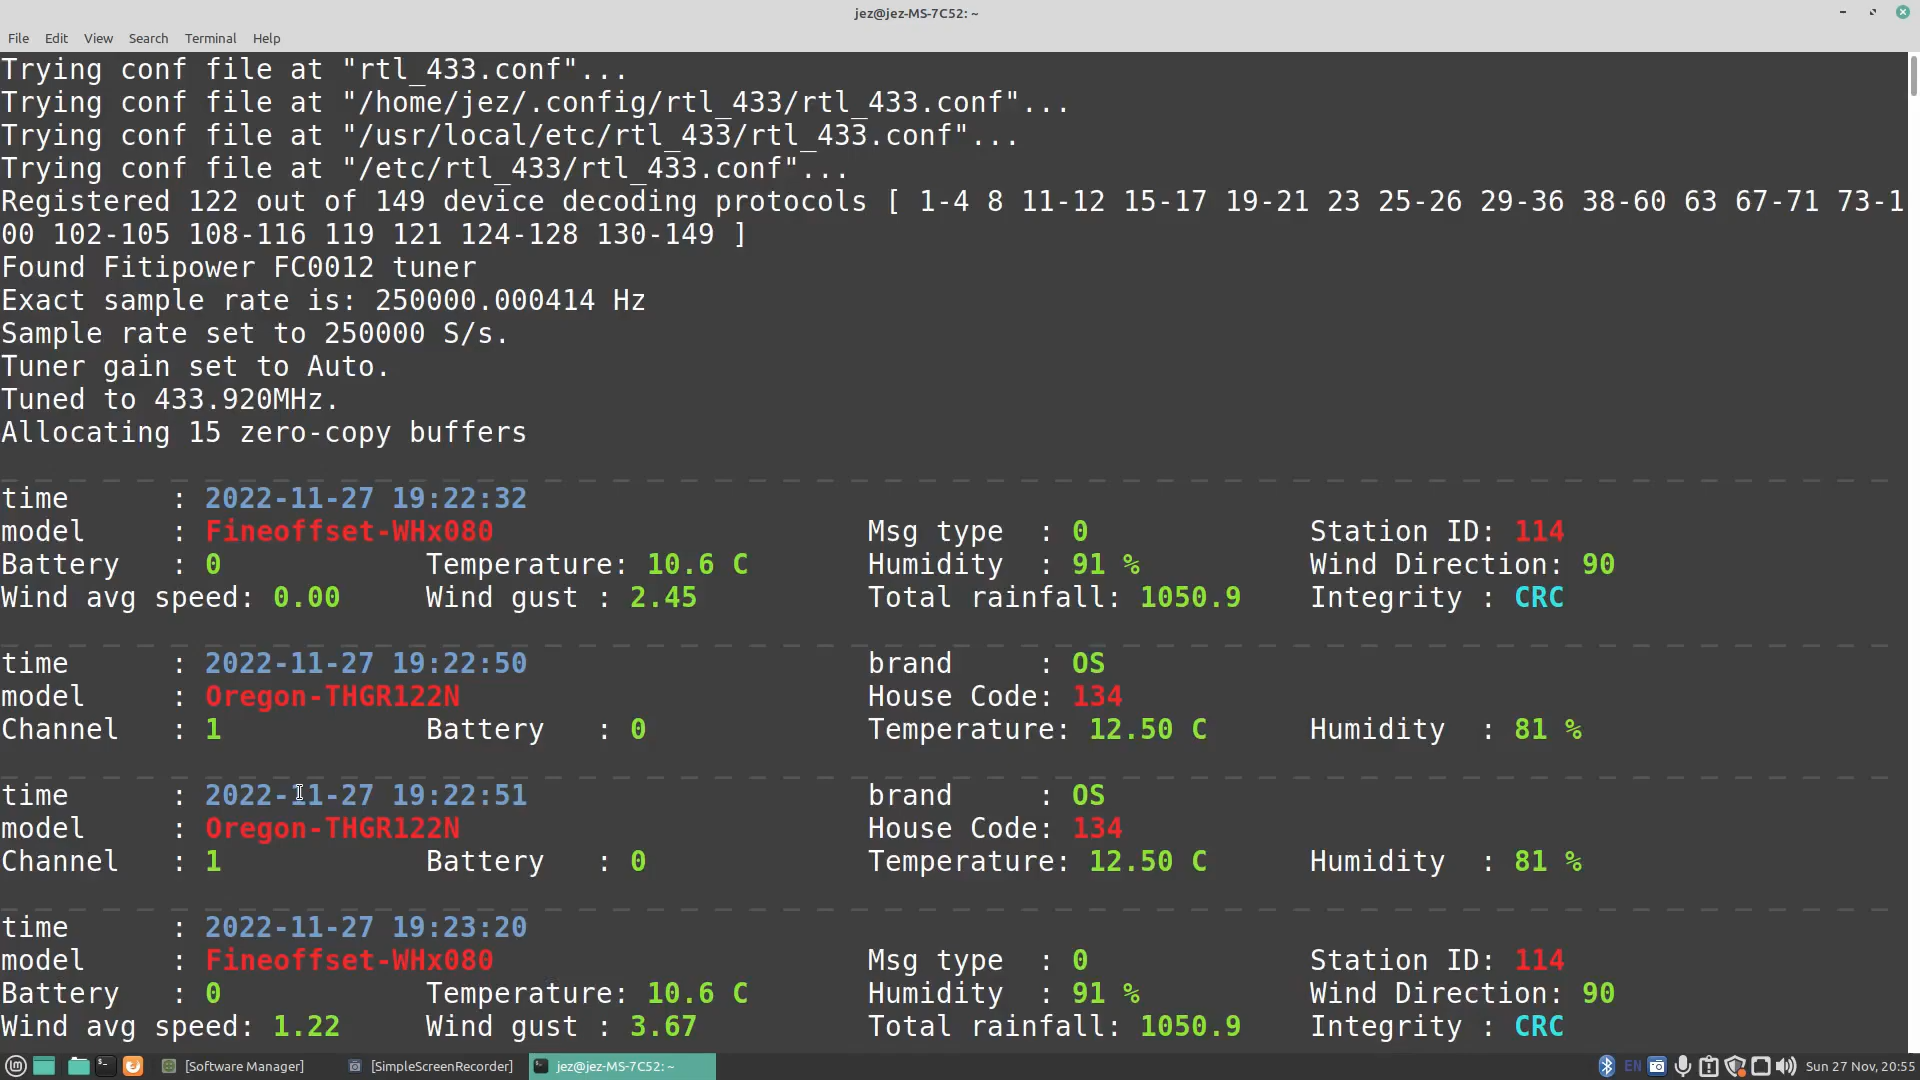 jez@jez-MS-7C52: ~
File Edit View Search Terminal Help
Trying conf file at "rtl_433.conf"...
Trying conf file at "/home/jez/.config/rtl_433/rtl_433.conf"...
Trying conf file at "/usr/local/etc/rtl_433/rtl_433.conf"...
Trying conf file at "/etc/rtl_433/rtl_433.conf"...
Registered 122 out of 149 device decoding protocols [ 1-4 8 11-12 15-17 19-21 23 25-26 29-36 38-60 63 67-71 73-1
00 102-105 108-116 119 121 124-128 130-149 ]
Found Fitipower FC0012 tuner
Exact sample rate is: 250000.000414 Hz
Sample rate set to 250000 S/s.
Tuner gain set to Auto.
Tuned to 433.920MHz.
Allocating 15 zero-copy buffers
time : 2022-11-27 19:22:32
model : Fineoffset-WHx080 Msg type : 0 Station ID: 114
Battery : 0 Temperature: 10.6 C Humidity : 91 % Wind Direction: 90
Wind avg speed: 0.00 Wind gust : 2.45 Total rainfall: 1050.9 Integrity : CRC
time : 2022-11-27 19:22:50 brand : OS
model : Oregon-THGR122N House Code: 134
Channel : 1 Battery : 0 Temperature: 12.50 C Humidity : 81 %
time : 2022-11-27 19:22:51 brand : OS
model : Oregon-THGR122N House Code: 134
Channel : 1 Battery : 0 Temperature: 12.50 C Humidity : 81 %
time : 2022-11-27 19:23:20
model : Fineoffset-WHx080 Msg type : 0 Station ID: 114
Battery : 0 Temperature: 10.6 C Humidity : 91 % Wind Direction: 90
Wind avg speed: 1.22 Wind gust : 3.67 Total rainfall: 1050.9 Integrity : CRC
[Software Manager] [SimpleScreenRecorder] jez@jez-MS-7C52: ~ EN Sun 27 Nov, 20:55